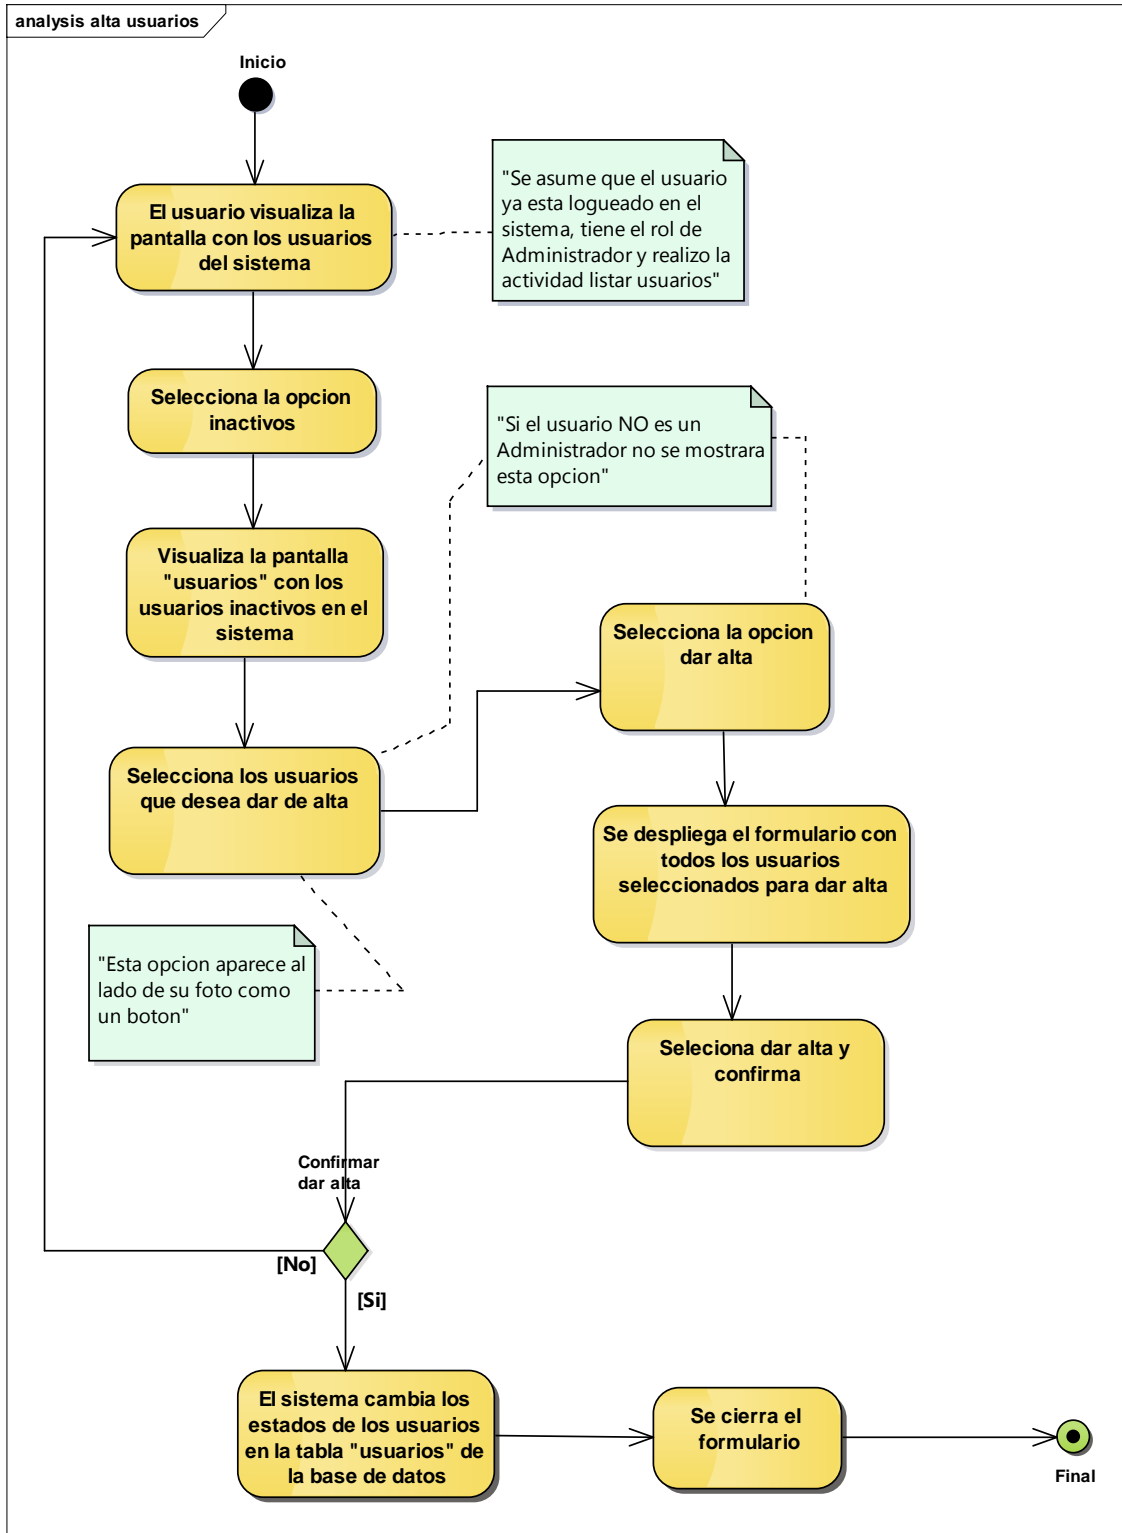 analysis alta usuarios
Inicio
"Se asume que el usuario
ya esta logueado en el
sistema, tiene el rol de
Administrador y realizo la
actividad listar usuarios"
El usuario visualiza la
pantalla con los usuarios
del sistema
Selecciona la opcion
inactivos
"Si el usuario NO es un
Administrador no se mostrara
esta opcion"
Visualiza la pantalla
"usuarios" con los
usuarios inactivos en el
sistema
Selecciona la opcion
dar alta
Selecciona los usuarios
que desea dar de alta
Se despliega el formulario con
todos los usuarios
seleccionados para dar alta
"Esta opcion aparece al
lado de su foto como
un boton"
Seleciona dar alta y
confirma
Confirmar
dar alta
[No]
[Si]
El sistema cambia los
estados de los usuarios
en la tabla "usuarios" de
la base de datos
Se cierra el
formulario
Final